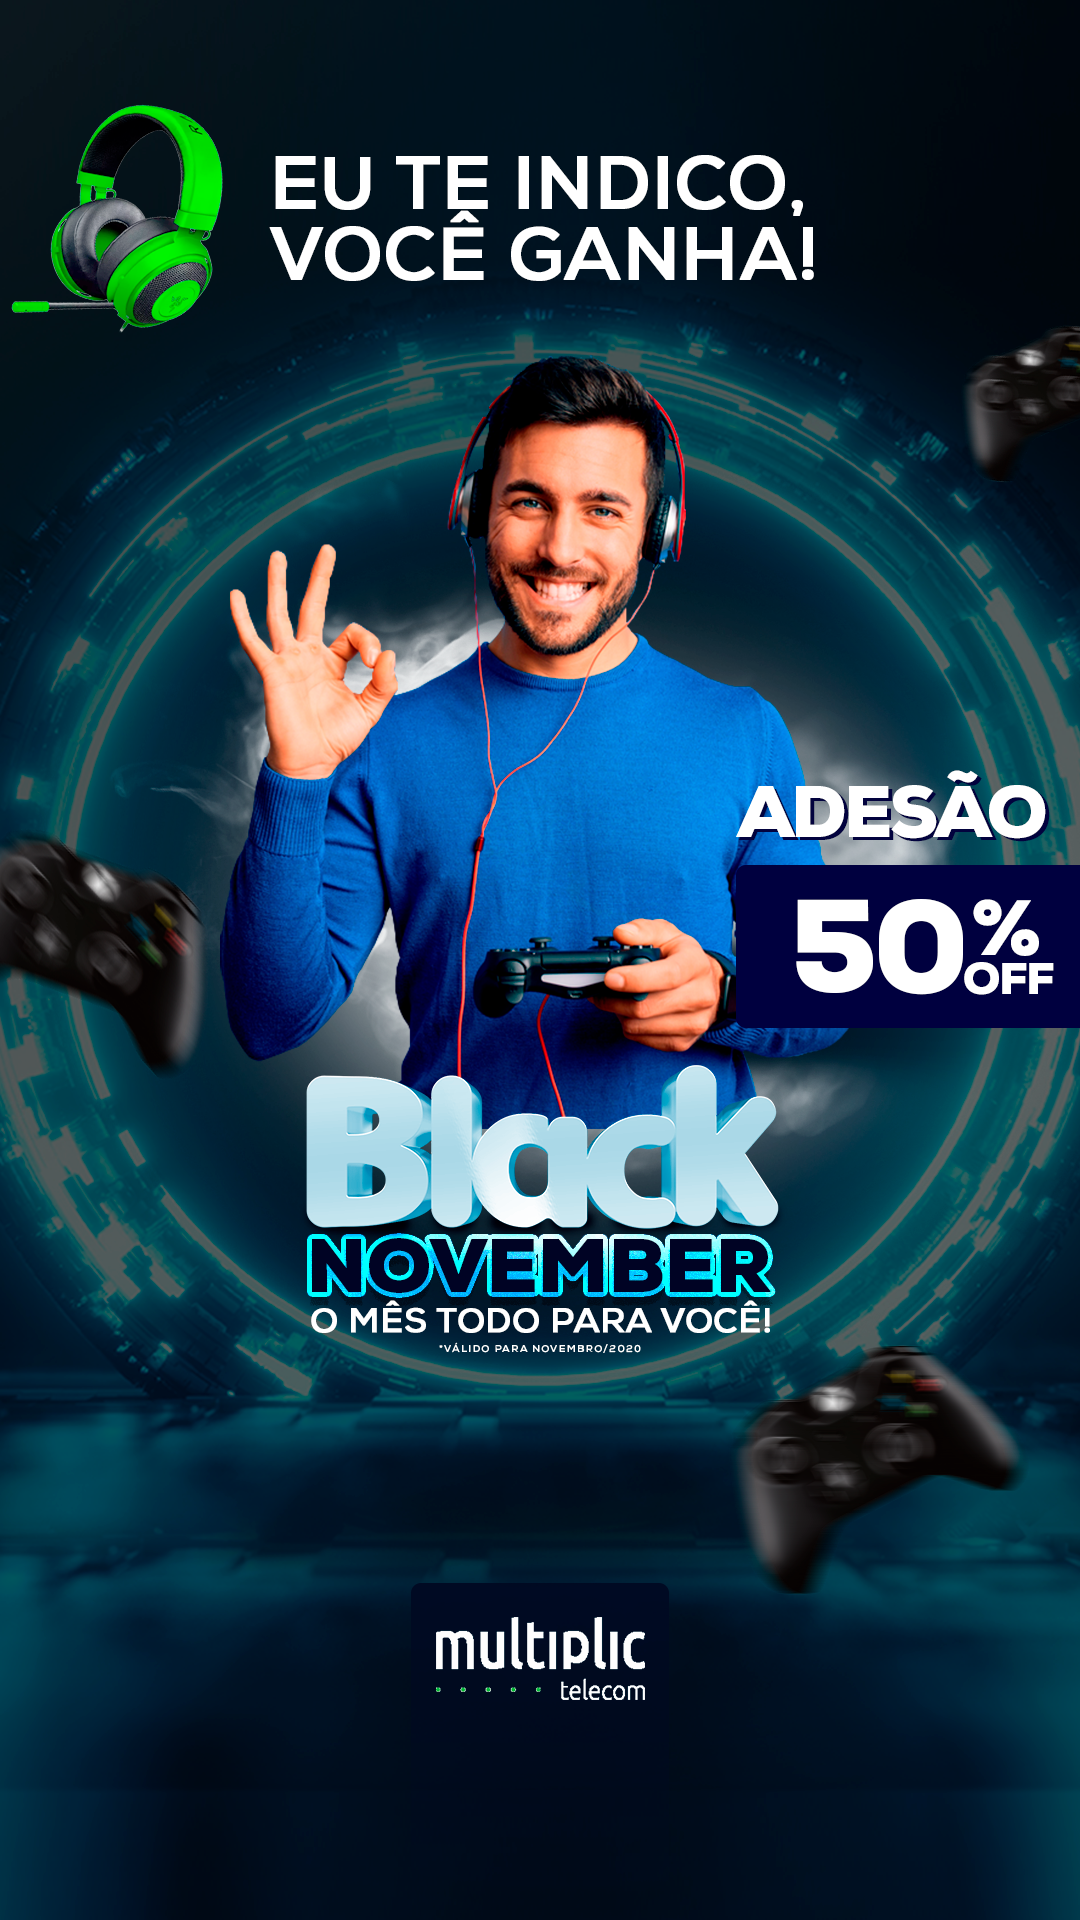 EU TE INDICO,
VOCÊ GANHA!
ADESÃO
50%
OFF
Black
NOVEMBER
O MÊS TODO PARA VOCÊ!
*VÁLIDO PARA NOVEMBRO/2020
multiplic
telecom